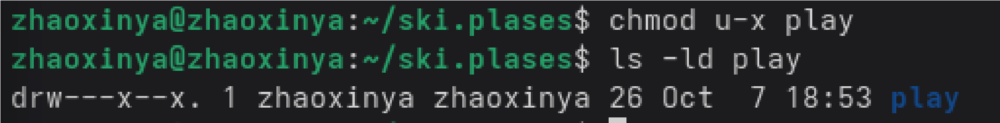 zhaoxinya@zhaoxinya:~/ski.plases$ chmod u-x play
zhaoxinya@zhaoxinya:~/ski.plases$ ls -ld play
drw---x--x. 1 zhaoxinya zhaoxinya 26 Oct  7 18:53 play